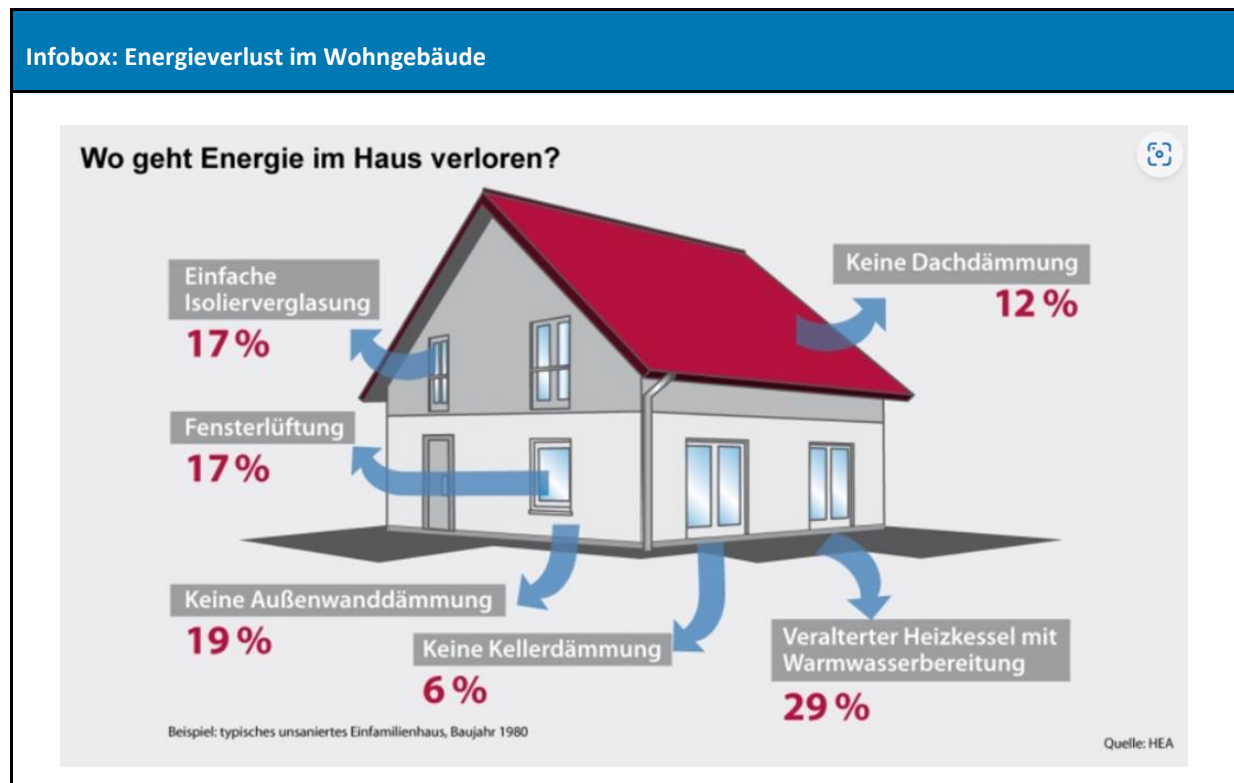 Infobox: Energieverlust im Wohngebäude
Wo geht Energie im Haus verloren?
Einfache
Isolierverglasung
17 %
Keine Dachdämmung
12 %
Fensterlüftung
17 %
Keine Außenwanddämmung
19 %
Keine Kellerdämmung
6 %
Veralterter Heizkessel mit
Warmwasserbereitung
29 %
Beispiel: typisches unsaniertes Einfamilienhaus, Baujahr 1980
Quelle: HEA